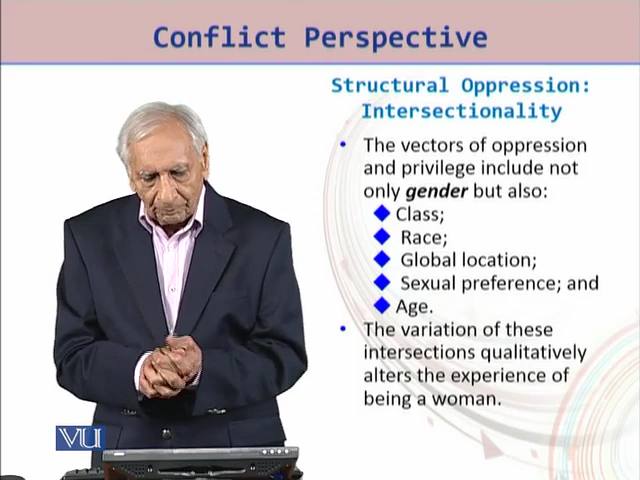 Conflict Perspective
Structural Oppression:
Intersectionality
• The vectors of oppression
and privilege include not
only gender but also:
◆ Class;
◆ Race;
◆ Global location;
◆ Sexual preference; and
◆ Age.
• The variation of these
intersections qualitatively
alters the experience of
being a woman.
VU